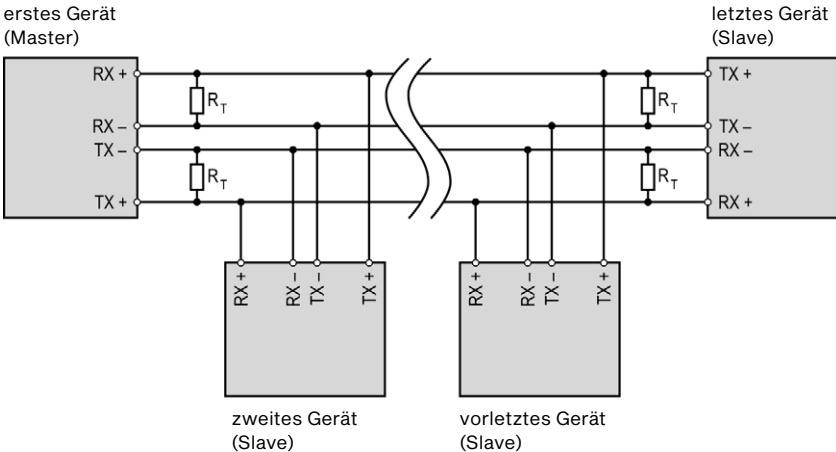 erstes Gerät
(Master)
letztes Gerät
(Slave)
RX +
TX +
R T
R T
RX –
TX –
TX –
RX –
R T
R T
TX +
RX +
RX +
RX –
TX –
TX +
RX +
RX –
TX –
TX +
zweites Gerät
(Slave)
vorletztes Gerät
(Slave)